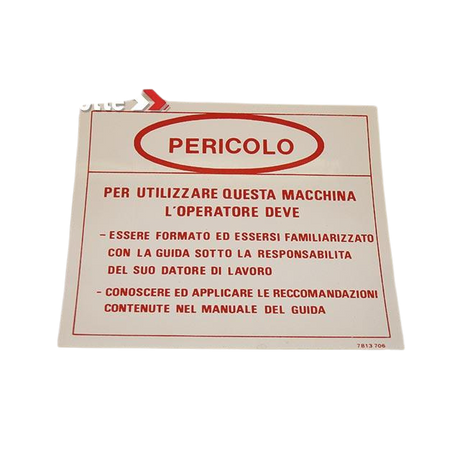 PERICOLO
PER UTILIZZARE QUESTA MACCHINA
L'OPERATORE DEVE
- ESSERE FORMATO ED ESSERSI FAMILIARIZZATO
CON LA GUIDA SOTTO LA RESPONSABILITA
DEL SUO DATORE DI LAVORO
- CONOSCERE ED APPLICARE LE RECCOMANDAZIONI
CONTENUTE NEL MANUALE DEL GUIDA
7813 706